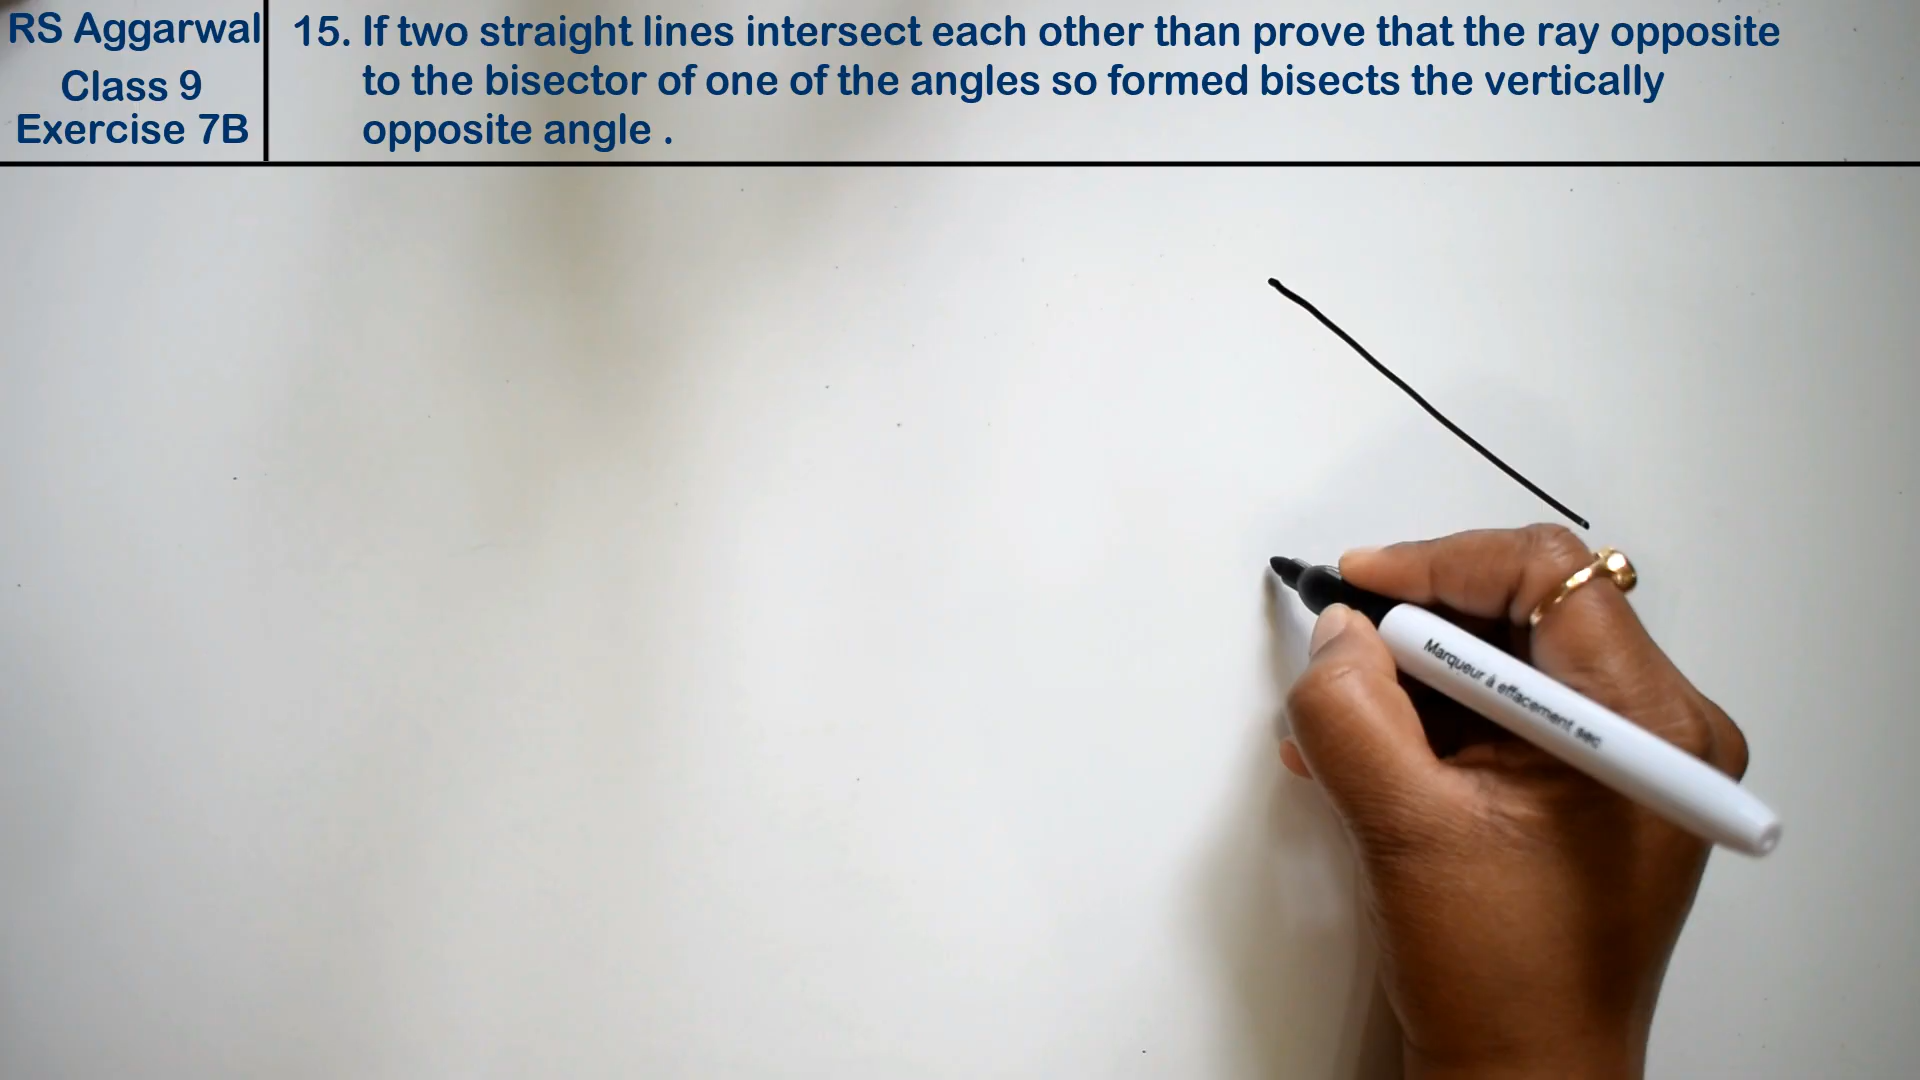 RS Aggarwal
Class 9
Exercise 7B
15. If two straight lines intersect each other than prove that the ray opposite
to the bisector of one of the angles so formed bisects the vertically
opposite angle .
Marqueur à effacement sec